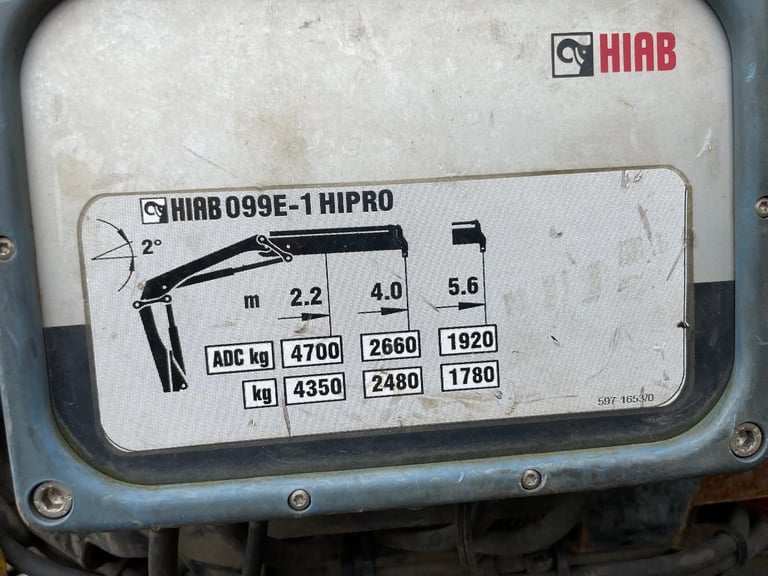 HIAB
HIAB 099E-1 HIPRO
2°
m 2.2 4.0 5.6
ADC kg 4700 2660 1920
kg 4350 2480 1780
597 1653/0